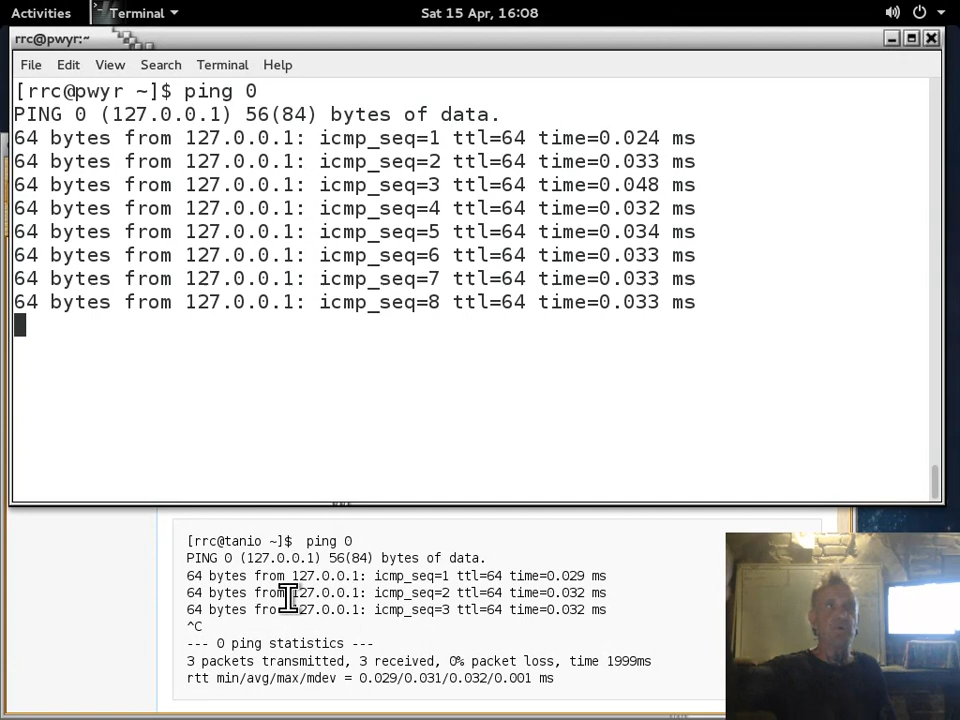 Activities Terminal Sat 15 Apr, 16:08
rrc@pwyr:~
File Edit View Search Terminal Help
[rrc@pwyr ~]$ ping 0
PING 0 (127.0.0.1) 56(84) bytes of data.
64 bytes from 127.0.0.1: icmp_seq=1 ttl=64 time=0.024 ms
64 bytes from 127.0.0.1: icmp_seq=2 ttl=64 time=0.033 ms
64 bytes from 127.0.0.1: icmp_seq=3 ttl=64 time=0.048 ms
64 bytes from 127.0.0.1: icmp_seq=4 ttl=64 time=0.032 ms
64 bytes from 127.0.0.1: icmp_seq=5 ttl=64 time=0.034 ms
64 bytes from 127.0.0.1: icmp_seq=6 ttl=64 time=0.033 ms
64 bytes from 127.0.0.1: icmp_seq=7 ttl=64 time=0.033 ms
64 bytes from 127.0.0.1: icmp_seq=8 ttl=64 time=0.033 ms
[rrc@tanio ~]$ ping 0
PING 0 (127.0.0.1) 56(84) bytes of data.
64 bytes from 127.0.0.1: icmp_seq=1 ttl=64 time=0.029 ms
64 bytes from 127.0.0.1: icmp_seq=2 ttl=64 time=0.032 ms
64 bytes from 127.0.0.1: icmp_seq=3 ttl=64 time=0.032 ms
^C
--- 0 ping statistics ---
3 packets transmitted, 3 received, 0% packet loss, time 1999ms
rtt min/avg/max/mdev = 0.029/0.031/0.032/0.001 ms